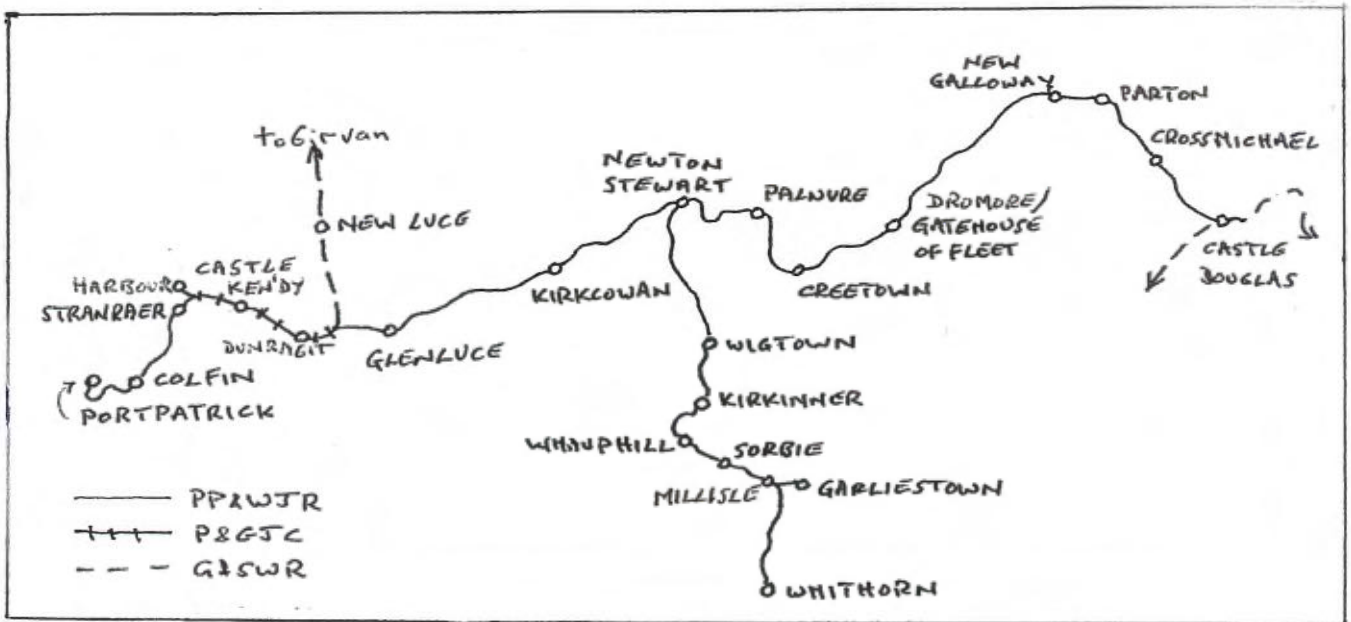 NEW
GALLOWAY
PARTON
CROSSMICHAEL
to Girvan
NEWTON
STEWART
PALNURE
DROMORE/
GATEHOUSE
OF FLEET
CASTLE
DOUGLAS
NEW LUCE
HARBOUR
CASTLE
KEN'DY
STRANRAER
DUNRAGIT
GLENLUCE
KIRKCOWAN
CREETOWN
COLFIN
PORTPATRICK
WIGTOWN
KIRKINNER
WHAUPHILL
SORBIE
MILLISLE
GARLIESTOWN
WHITHORN
PP&WJR
P&GJC
G&SWR